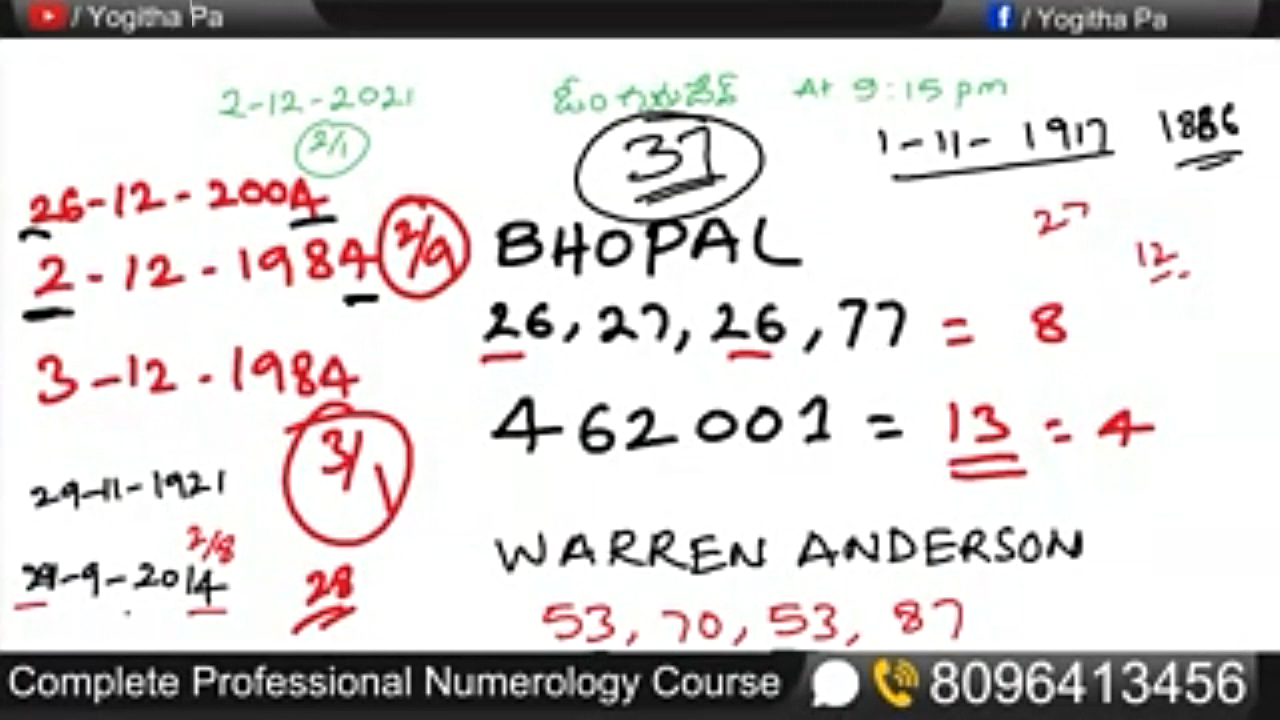 / Yogitha Pa
f / Yogitha Pa
2-12-2021
2/1
ఓం గురుదేవ్ At 9:15 pm
37
1-11-1917 1886
27
12
26-12-2004
2-12-1984 2/9
3-12-1984
3/1
29-11-1921
2/8
29-9-2014
28
BHOPAL
26, 27, 26, 77 = 8
462001 = 13 = 4
WARREN ANDERSON
53, 70, 53, 87
Complete Professional Numerology Course 8096413456